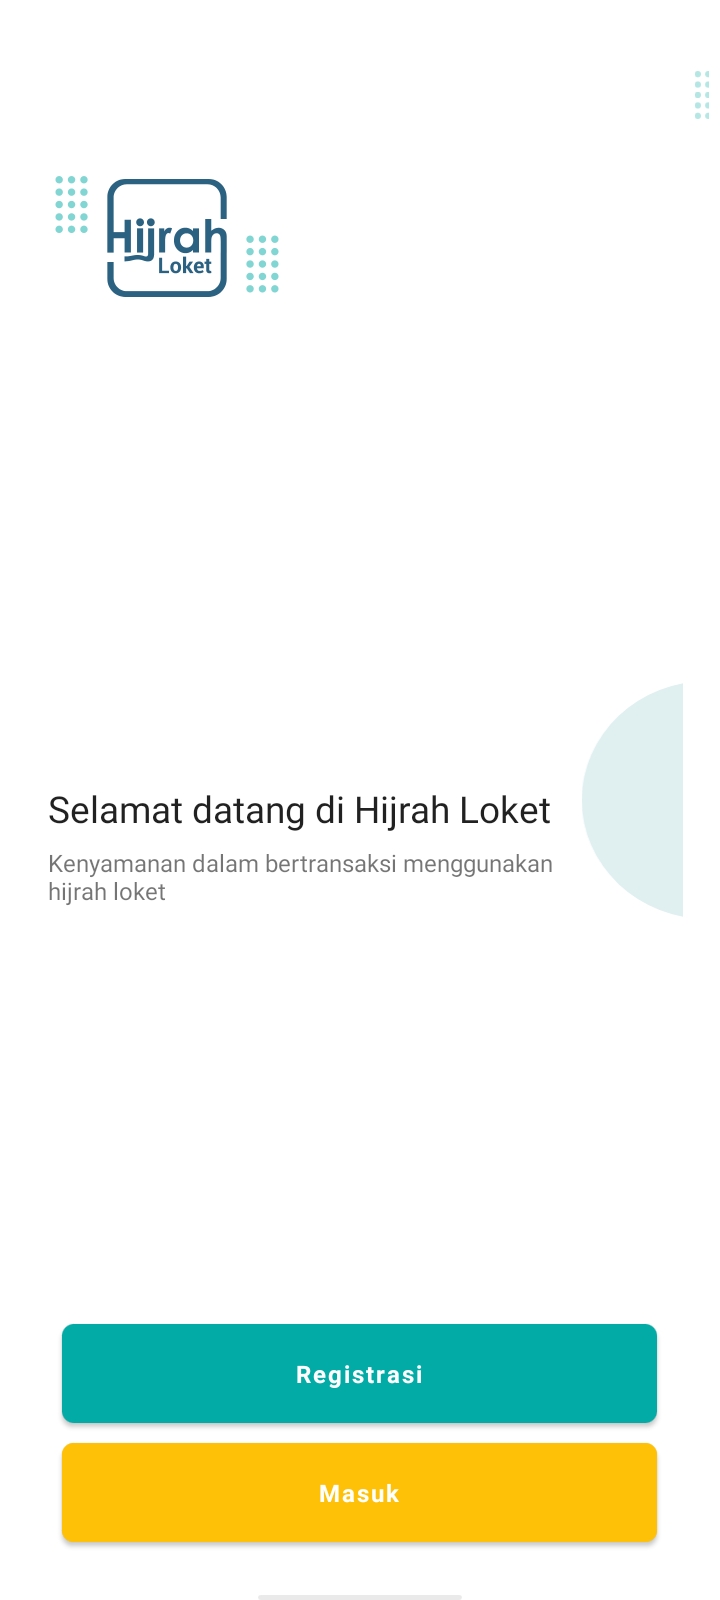 Hijrah
Loket
Selamat datang di Hijrah Loket
Kenyamanan dalam bertransaksi menggunakan
hijrah loket
Registrasi
Masuk